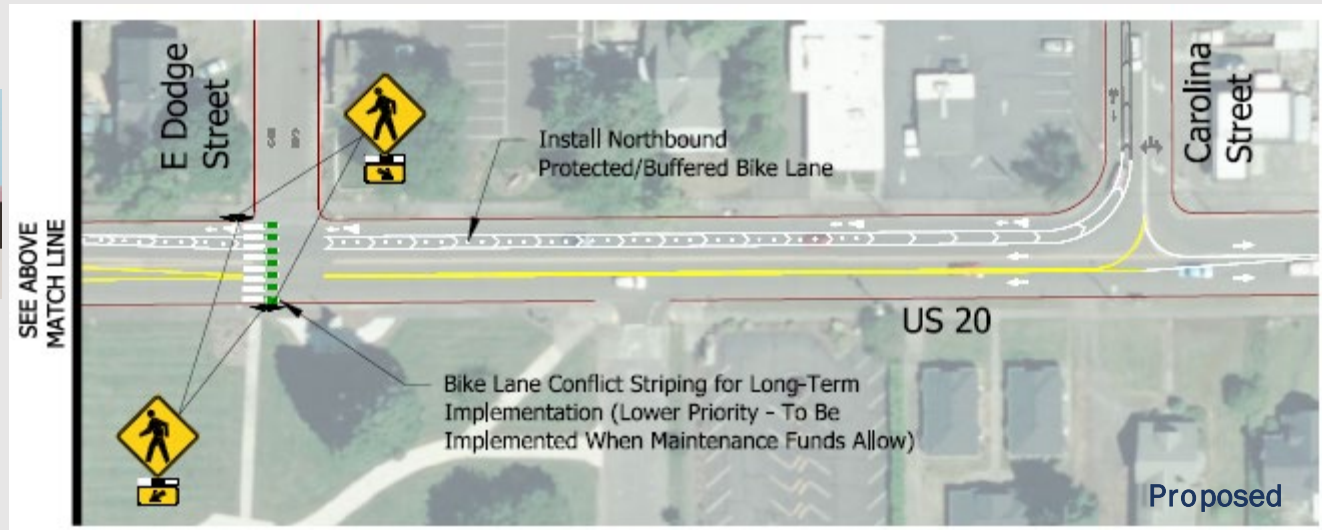 E Dodge
Street
Carolina
Street
Install Northbound
Protected/Buffered Bike Lane
SEE ABOVE
MATCH LINE
US 20
Bike Lane Conflict Striping for Long-Term
Implementation (Lower Priority - To Be
Implemented When Maintenance Funds Allow)
Proposed